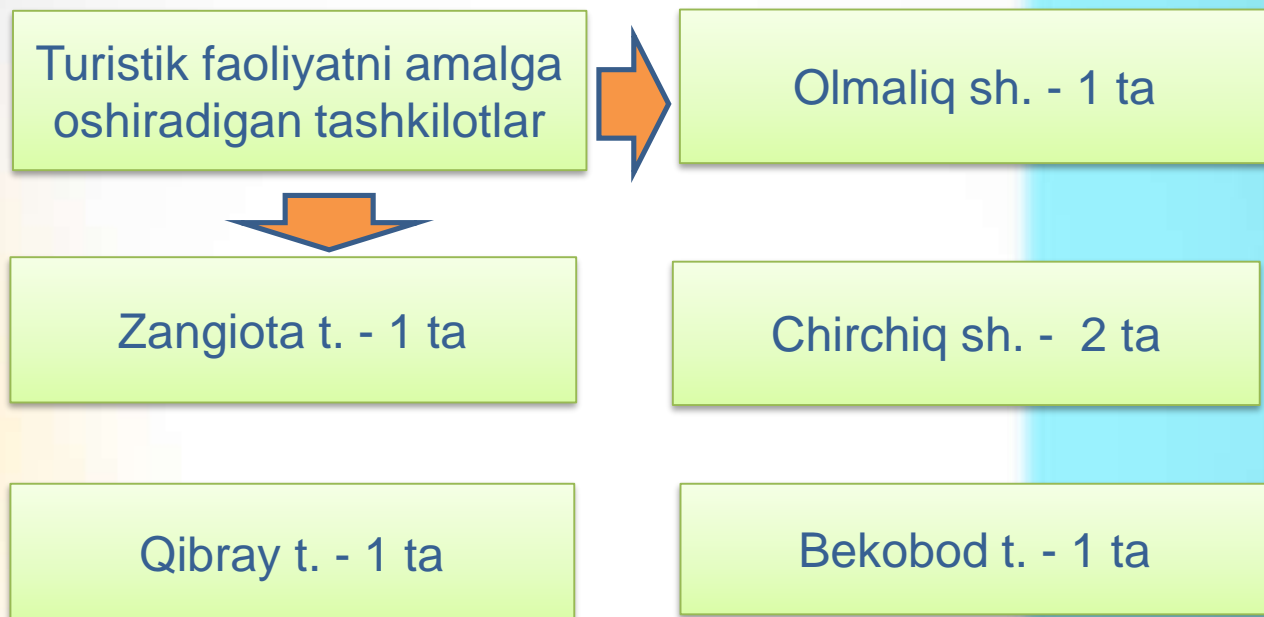 Turistik faoliyatni amalga
oshiradigan tashkilotlar
Olmaliq sh. - 1 ta
Zangiota t. - 1 ta
Chirchiq sh. - 2 ta
Qibray t. - 1 ta
Bekobod t. - 1 ta